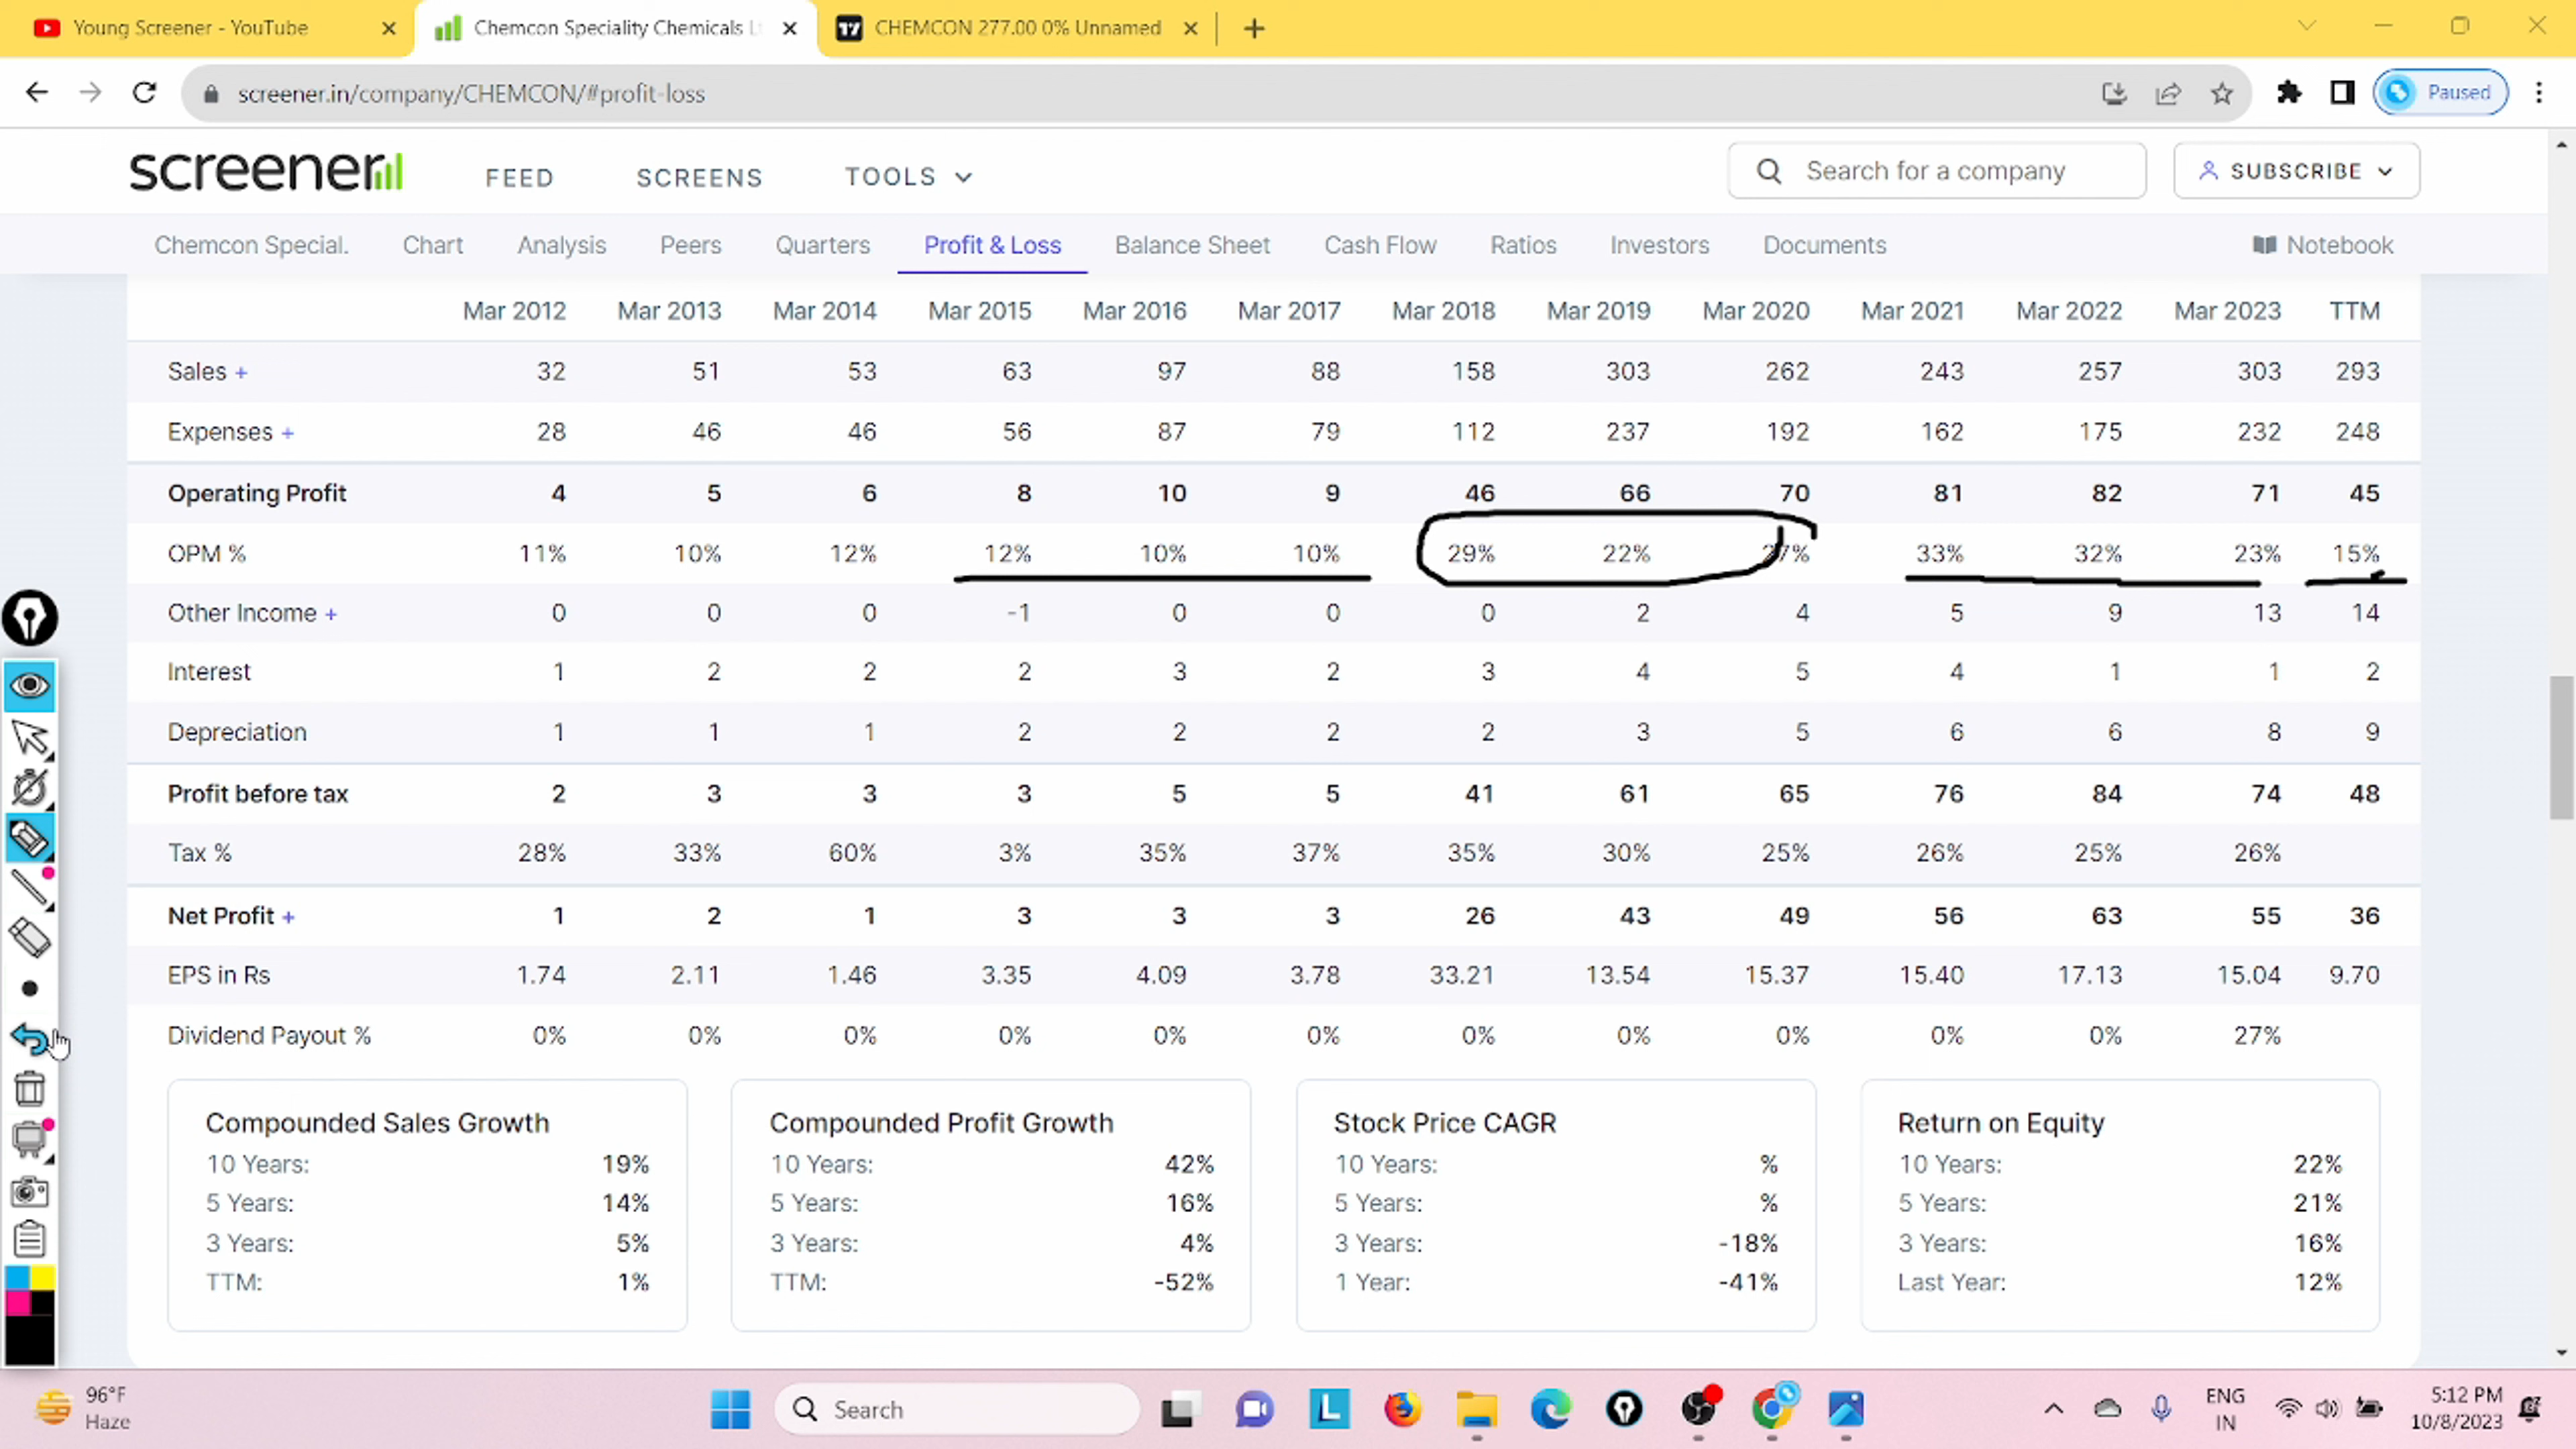 Young Screener - YouTube
Chemcon Speciality Chemicals Lt
CHEMCON 277.00 0% Unnamed
screener.in/company/CHEMCON/#profit-loss
Paused
screener
FEED SCREENS TOOLS
Search for a company
SUBSCRIBE
Chemcon Special. Chart Analysis Peers Quarters Profit & Loss Balance Sheet Cash Flow Ratios Investors Documents Notebook
Mar 2012 Mar 2013 Mar 2014 Mar 2015 Mar 2016 Mar 2017 Mar 2018 Mar 2019 Mar 2020 Mar 2021 Mar 2022 Mar 2023 TTM
Sales + 32 51 53 63 97 88 158 303 262 243 257 303 293
Expenses + 28 46 46 56 87 79 112 237 192 162 175 232 248
Operating Profit 4 5 6 8 10 9 46 66 70 81 82 71 45
OPM % 11% 10% 12% 12% 10% 10% 29% 22% 27% 33% 32% 23% 15%
Other Income + 0 0 0 -1 0 0 0 2 4 5 9 13 14
Interest 1 2 2 2 3 2 3 4 5 4 1 1 2
Depreciation 1 1 1 2 2 2 2 3 5 6 6 8 9
Profit before tax 2 3 3 3 5 5 41 61 65 76 84 74 48
Tax % 28% 33% 60% 3% 35% 37% 35% 30% 25% 26% 25% 26%
Net Profit + 1 2 1 3 3 3 26 43 49 56 63 55 36
EPS in Rs 1.74 2.11 1.46 3.35 4.09 3.78 33.21 13.54 15.37 15.40 17.13 15.04 9.70
Dividend Payout % 0% 0% 0% 0% 0% 0% 0% 0% 0% 0% 0% 27%
Compounded Sales Growth
10 Years: 19%
5 Years: 14%
3 Years: 5%
TTM: 1%
Compounded Profit Growth
10 Years: 42%
5 Years: 16%
3 Years: 4%
TTM: -52%
Stock Price CAGR
10 Years: %
5 Years: %
3 Years: -18%
1 Year: -41%
Return on Equity
10 Years: 22%
5 Years: 21%
3 Years: 16%
Last Year: 12%
96°F
Haze
Search
L
ENG
IN
5:12 PM
10/8/2023